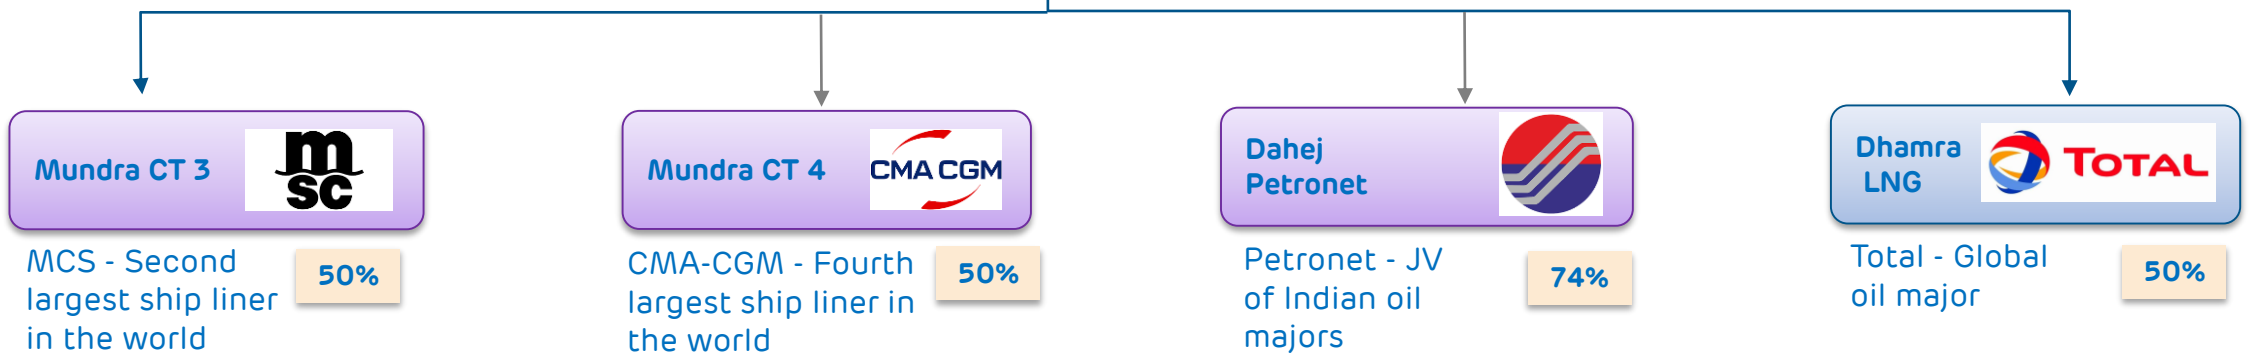 Mundra CT 3
m
sc
MCS - Second
largest ship liner
in the world
50%
Mundra CT 4
CMA CGM
CMA-CGM - Fourth
largest ship liner in
the world
50%
Dahej
Petronet
Petronet - JV
of Indian oil
majors
74%
Dhamra
LNG
TOTAL
Total - Global
oil major
50%